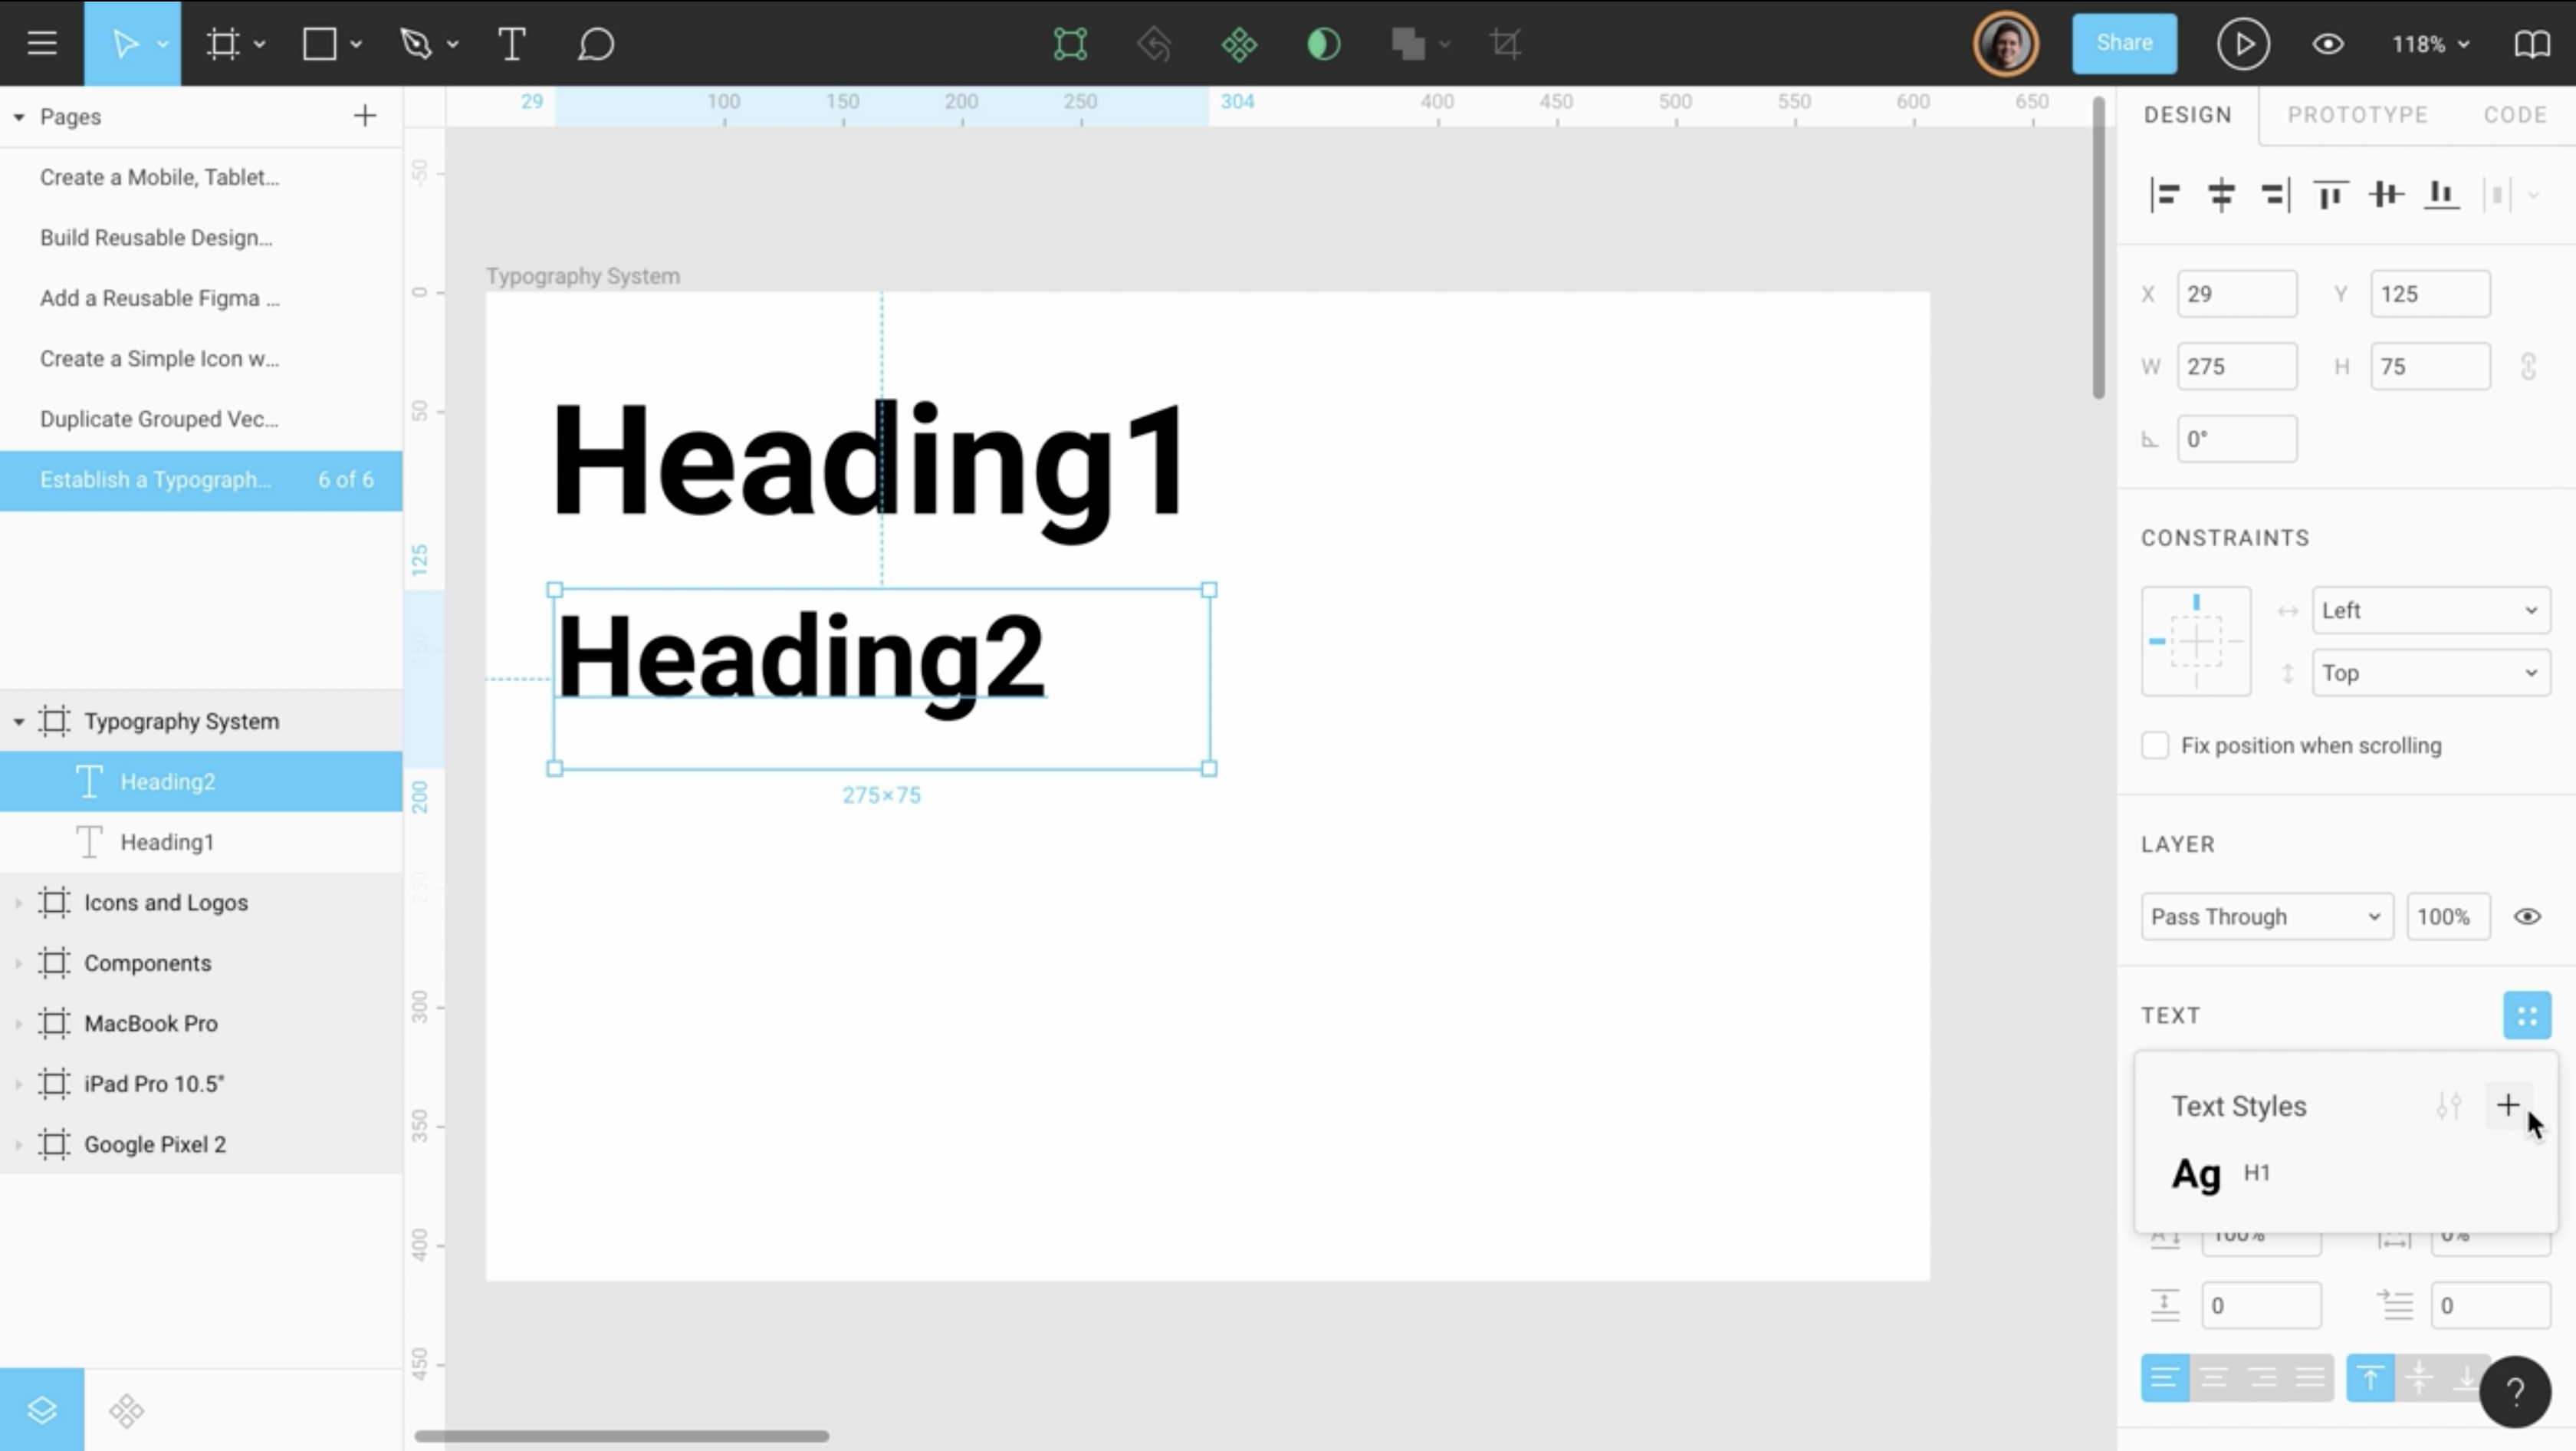 Share
118%
Pages
Create a Mobile, Tablet...
Build Reusable Design...
Add a Reusable Figma ...
Create a Simple Icon w...
Duplicate Grouped Vec...
Establish a Typograph... 6 of 6
Typography System
Heading2
Heading1
Icons and Logos
Components
MacBook Pro
iPad Pro 10.5"
Google Pixel 2
29 100 150 200 250 304 400 450 500 550 600 650
-50
0
50
125
150
200
250
300
350
400
450
Typography System
Heading1
Heading2
275×75
DESIGN PROTOTYPE CODE
X 29 Y 125
W 275 H 75
0°
CONSTRAINTS
Left
Top
Fix position when scrolling
LAYER
Pass Through 100%
TEXT
Text Styles
Ag H1
100% 0%
0 0
?